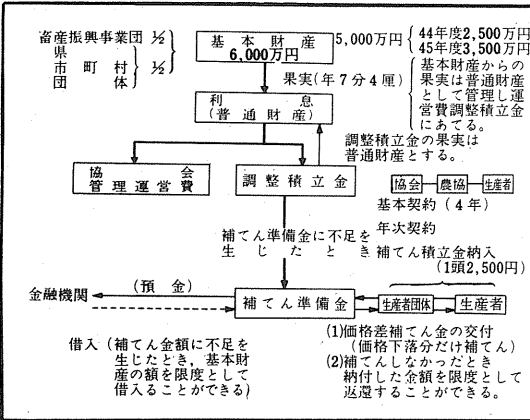 畜産振興事業団 1/2
県
市町村 1/2
団体
基本財産
6,000万円
5,000万円
44年度2,500万円
45年度3,500万円
基本財産からの
果実は普通財産
として管理し運
営費調整積立金
にあてる。
果実(年7分4厘)
利息
(普通財産)
調整積立金の果実は
普通財産とする。
協会
管理運営費
調整積立金
協会 農協 生産者
基本契約(4年)
年次契約
補てん準備金に不足を
生じたとき
補てん積立金納入
(1頭2,500円)
金融機関
(預金)
補てん準備金
生産者団体
生産者
借入(補てん金額に不足を
生じたとき,基本財
産の額を限度として
借入ることができる)
(1)価格差補てん金の交付
(価格下落分だけ補てん)
(2)補てんしなかったとき
納付した金額を限度として
返還することができる。